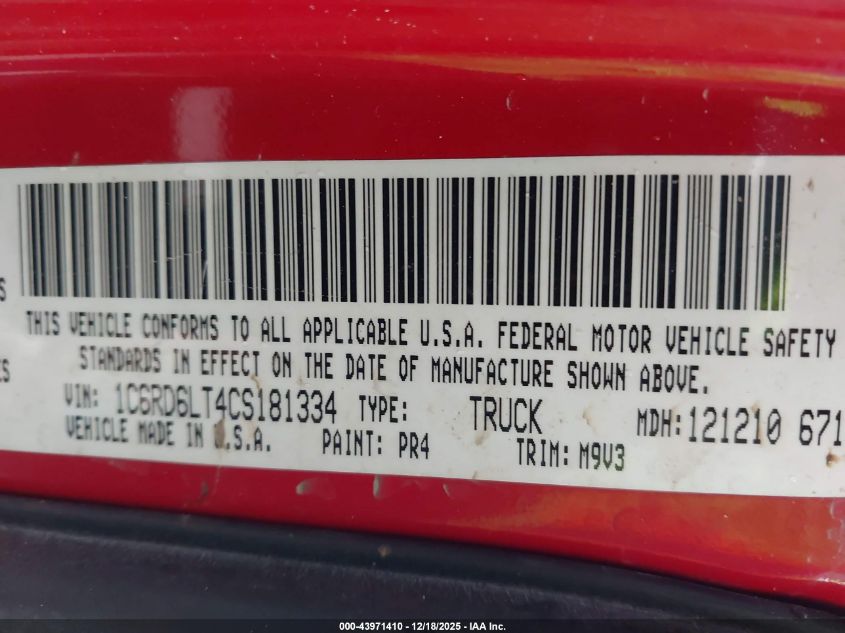 THIS VEHICLE CONFORMS TO ALL APPLICABLE U.S.A. FEDERAL MOTOR VEHICLE SAFETY
STANDARDS IN EFFECT ON THE DATE OF MANUFACTURE SHOWN ABOVE.
VIN: 1C6RD6LT4CS181334 TYPE: TRUCK MDH: 121210 671
VEHICLE MADE IN U.S.A. PAINT: PR4 TRIM: M9V3
000-43971410 - 12/18/2025 - IAA Inc.